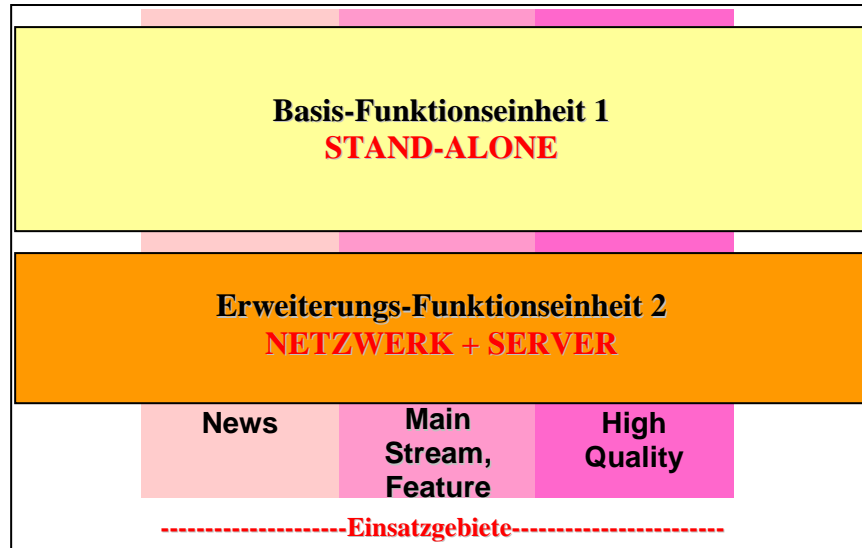 Basis-Funktionseinheit 1
STAND-ALONE
Erweiterungs-Funktionseinheit 2
NETZWERK + SERVER
News
Main
Stream,
Feature
High
Quality
---------------------Einsatzgebiete------------------------